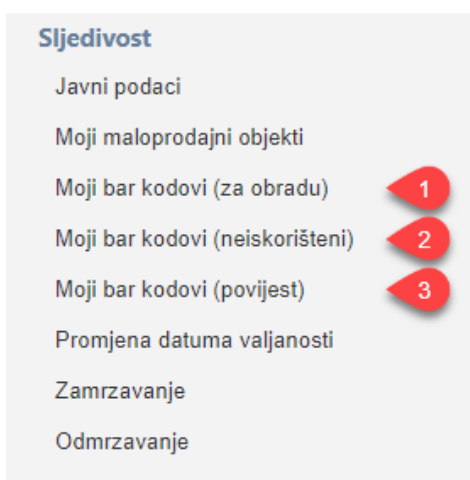 Sljedivost
Javni podaci
Moji maloprodajni objekti
Moji bar kodovi (za obradu) 1
Moji bar kodovi (neiskorišteni) 2
Moji bar kodovi (povijest) 3
Promjena datuma valjanosti
Zamrzavanje
Odmrzavanje